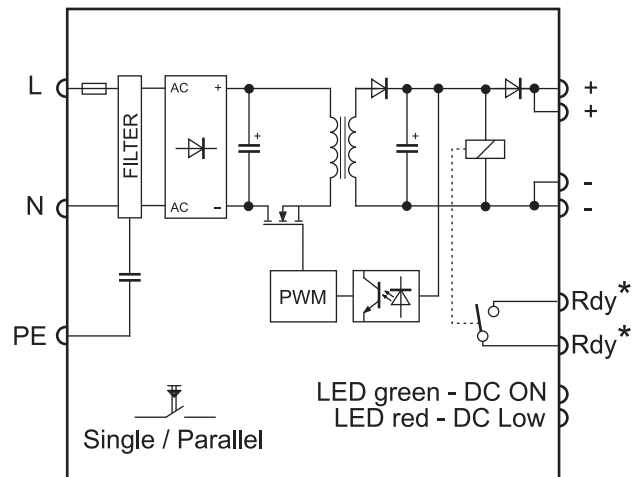 L
FILTER
AC +
AC -
+
+
+
+
-
-
N
PWM
PE
Rdy*
Rdy*
LED green - DC ON
LED red - DC Low
Single / Parallel